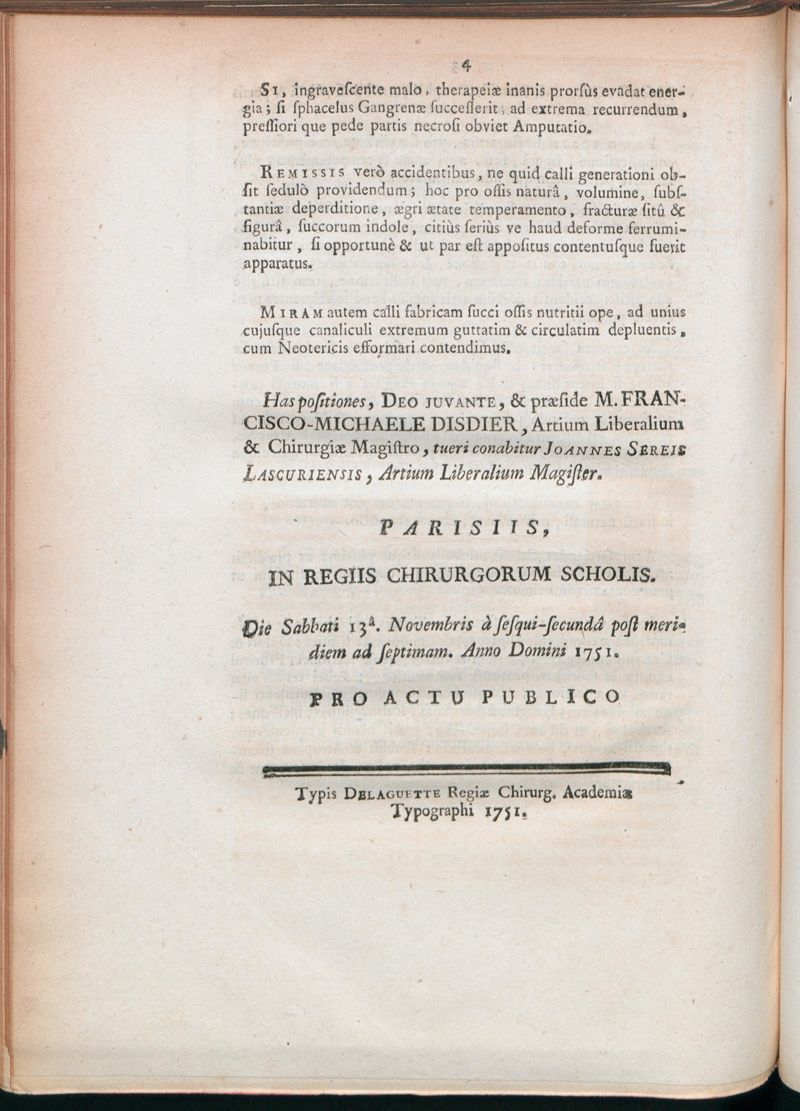 4
SI, ingraveſcente malo, therapeiæ inanis prorſùs evadat ener-
gia; ſi ſphacelus Gangrenæ ſucceſſerit; ad extrema recurrendum,
preſſiori que pede partis necroſi obviet Amputatio.
REMISSIS verò accidentibus, ne quid calli generationi ob-
ſit ſedulò providendum; hoc pro oſſis naturâ, volumine, ſubſ-
tantiæ deperditione, ægri ætate temperamento, fracturæ ſitû &
figurâ, ſuccorum indole, citiùs ſeriùs ve haud deforme ferrumi-
nabitur, ſi opportunè & ut par eſt appoſitus contentuſque fuerit
apparatus.
MIRAM autem calli fabricam ſucci oſſis nutritii ope, ad unius
cujuſque canaliculi extremum guttatim & circulatim depluentis,
cum Neotericis efformari contendimus.
Has poſitiones, DEO JUVANTE, & præſide M. FRAN-
CISCO-MICHAELE DISDIER, Artium Liberalium
& Chirurgiæ Magiſtro, tueri conabitur JOANNES SEREIS
LASCURIENSIS, Artium Liberalium Magiſter.
PARISIIS,
IN REGIIS CHIRURGORUM SCHOLIS.
Die Sabbati 13â. Novembris à ſeſqui-ſecundâ poſt meri-
diem ad ſeptimam. Anno Domini 1751.
PRO ACTU PUBLICO
Typis DELAGUETTE Regiæ Chirurg. Academiæ
Typographi 1751.